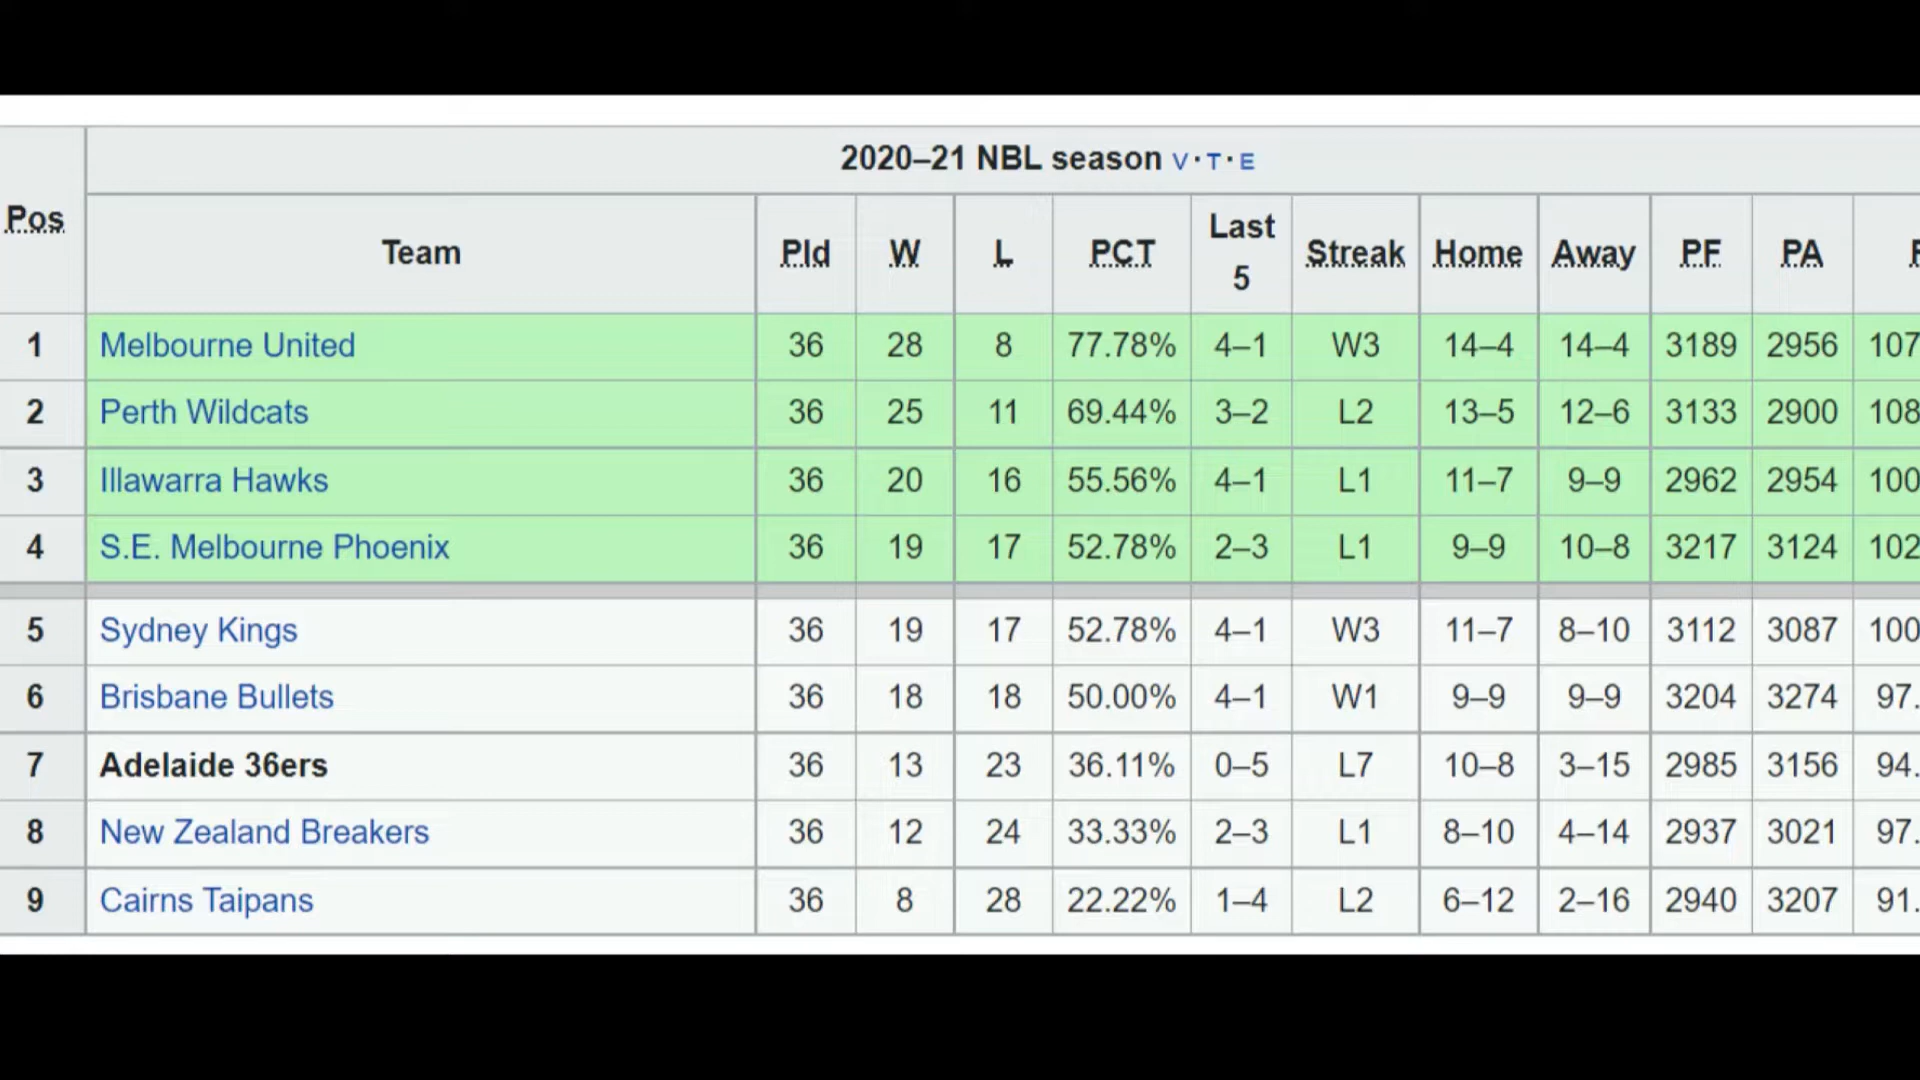 2020–21 NBL season V · T · E
Pos Team Pld W L PCT Last 5 Streak Home Away PF PA
1 Melbourne United 36 28 8 77.78% 4–1 W3 14–4 14–4 3189 2956 107
2 Perth Wildcats 36 25 11 69.44% 3–2 L2 13–5 12–6 3133 2900 108
3 Illawarra Hawks 36 20 16 55.56% 4–1 L1 11–7 9–9 2962 2954 100
4 S.E. Melbourne Phoenix 36 19 17 52.78% 2–3 L1 9–9 10–8 3217 3124 102
5 Sydney Kings 36 19 17 52.78% 4–1 W3 11–7 8–10 3112 3087 100
6 Brisbane Bullets 36 18 18 50.00% 4–1 W1 9–9 9–9 3204 3274 97.
7 Adelaide 36ers 36 13 23 36.11% 0–5 L7 10–8 3–15 2985 3156 94.
8 New Zealand Breakers 36 12 24 33.33% 2–3 L1 8–10 4–14 2937 3021 97.
9 Cairns Taipans 36 8 28 22.22% 1–4 L2 6–12 2–16 2940 3207 91.